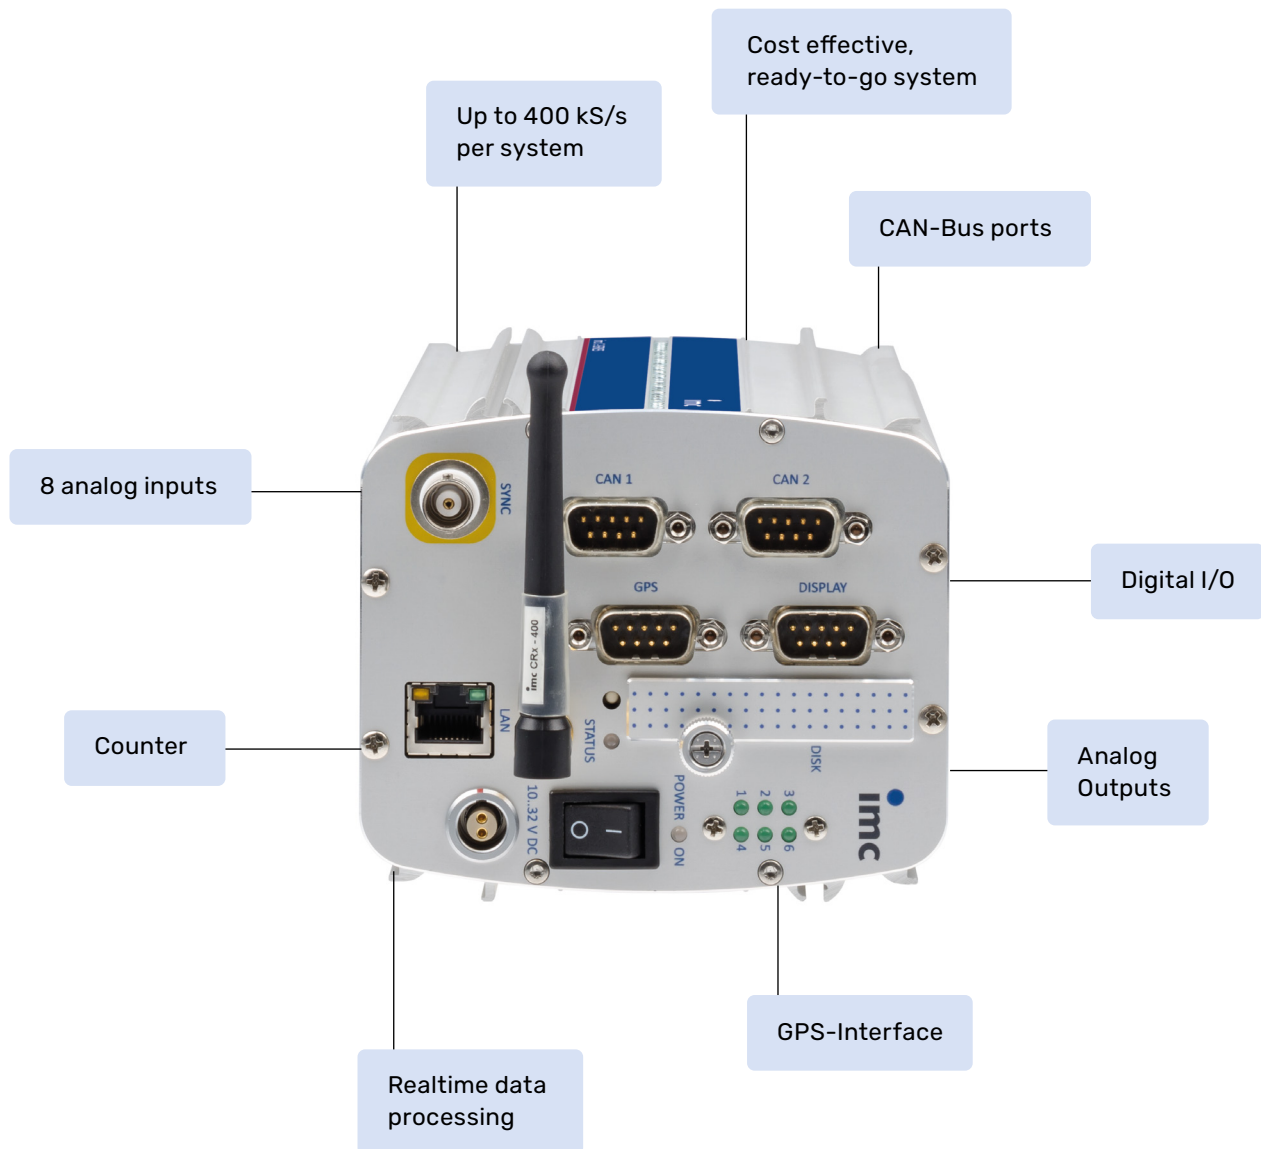 Cost effective,
ready-to-go system
Up to 400 kS/s
per system
CAN-Bus ports
8 analog inputs
SYNC
CAN 1
CAN 2
Digital I/O
GPS
DISPLAY
imc CRx - 400
LAN
STATUS
DISK
Counter
Analog
Outputs
10..32 V DC
POWER
ON
1 2 3
4 5 6
imc
GPS-Interface
Realtime data
processing